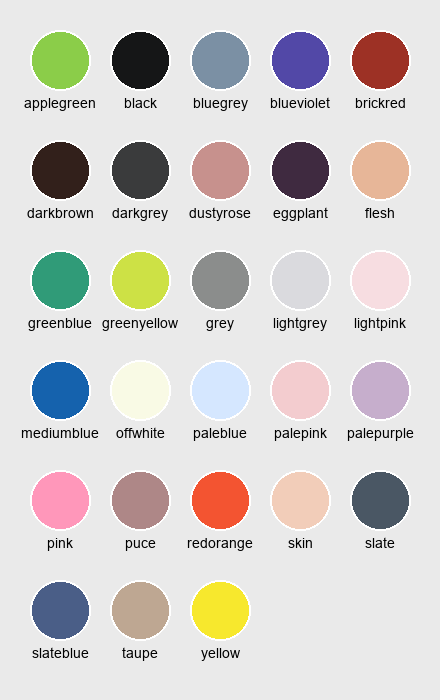 applegreen black bluegrey blueviolet brickred
darkbrown darkgrey dustyrose eggplant flesh
greenblue greenyellow grey lightgrey lightpink
mediumblue offwhite paleblue palepink palepurple
pink puce redorange skin slate
slateblue taupe yellow